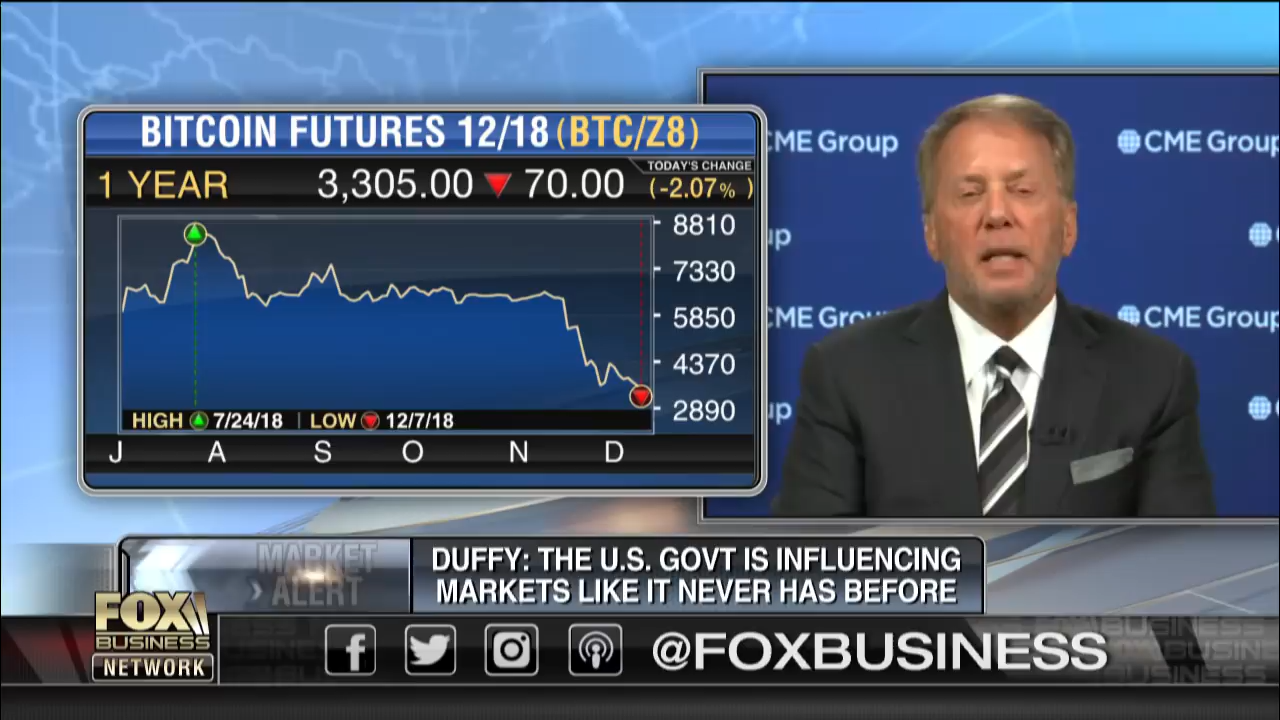 BITCOIN FUTURES 12/18 (BTC/Z8)
TODAY'S CHANGE
1 YEAR 3,305.00 70.00 (-2.07%)
8810
7330
5850
4370
2890
HIGH 7/24/18 | LOW 12/7/18
J A S O N D
CME Group
CME Group
up
CME Group
CME Group
up
MARKET
ALERT
DUFFY: THE U.S. GOVT IS INFLUENCING
MARKETS LIKE IT NEVER HAS BEFORE
FOX
BUSINESS
NETWORK
@FOXBUSINESS